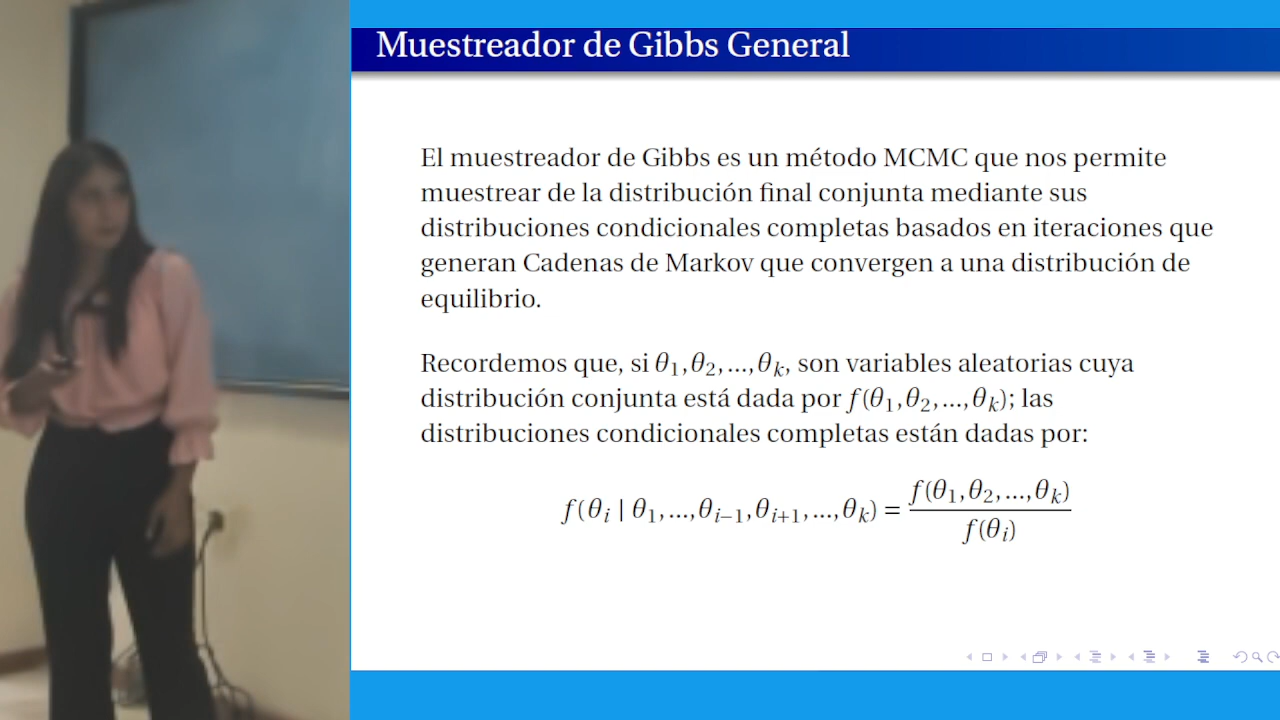 Muestreador de Gibbs General
El muestreador de Gibbs es un método MCMC que nos permite
muestrear de la distribución final conjunta mediante sus
distribuciones condicionales completas basados en iteraciones que
generan Cadenas de Markov que convergen a una distribución de
equilibrio.
Recordemos que, si θ₁,θ₂,...,θₖ, son variables aleatorias cuya
distribución conjunta está dada por f(θ₁,θ₂,...,θₖ); las
distribuciones condicionales completas están dadas por:
f(θᵢ | θ₁,...,θᵢ₋₁,θᵢ₊₁,...,θₖ) = f(θ₁,θ₂,...,θₖ) / f(θᵢ)